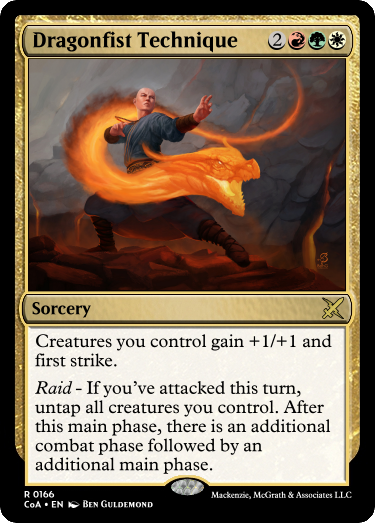 Dragonfist Technique 2
Sorcery
Creatures you control gain +1/+1 and
first strike.
Raid - If you've attacked this turn,
untap all creatures you control. After
this main phase, there is an additional
combat phase followed by an
additional main phase.
R 0166
CoA • EN Ben Guldemond
Mackenzie, McGrath & Associates LLC